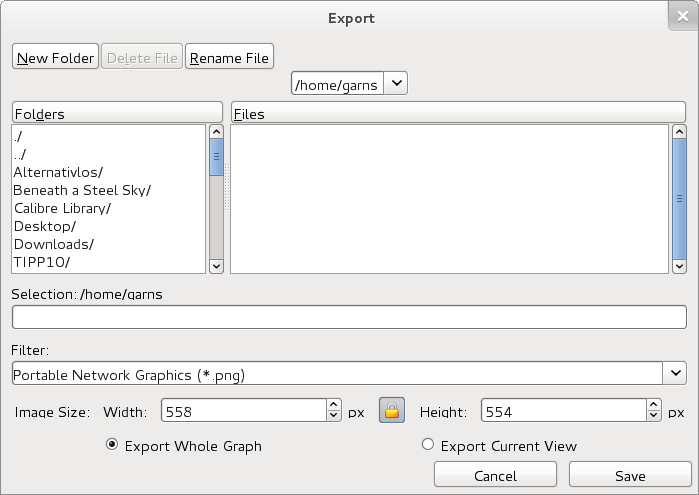 Export
New Folder Delete File Rename File
/home/garns
Folders Files
./
../
Alternativlos/
Beneath a Steel Sky/
Calibre Library/
Desktop/
Downloads/
TIPP10/
Selection: /home/garns
Filter:
Portable Network Graphics (*.png)
Image Size: Width: 558 px Height: 554 px
Export Whole Graph Export Current View
Cancel Save